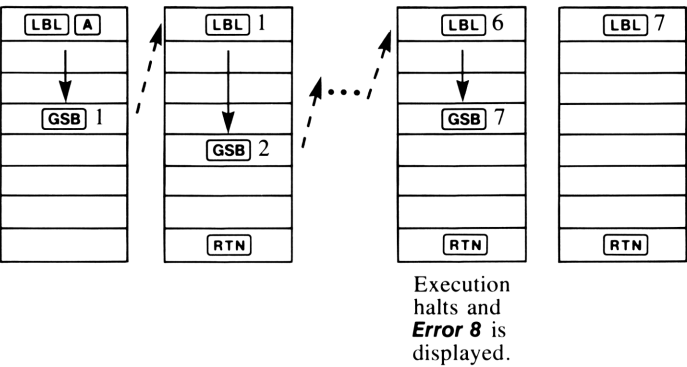 LBL A
GSB 1
LBL 1
GSB 2
RTN
LBL 6
GSB 7
RTN
LBL 7
RTN
Execution
halts and
Error 8 is
displayed.